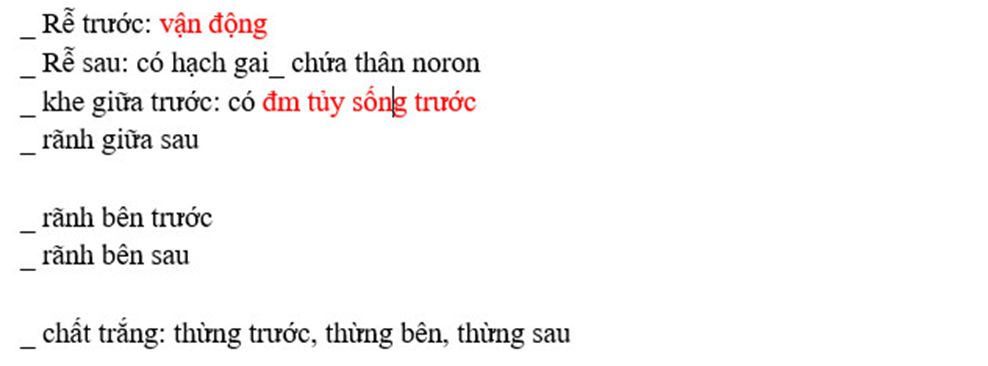 _ Rễ trước: vận động
_ Rễ sau: có hạch gai_ chứa thân noron
_ khe giữa trước: có đm tủy sống trước
_ rãnh giữa sau
_ rãnh bên trước
_ rãnh bên sau
_ chất trắng: thừng trước, thừng bên, thừng sau